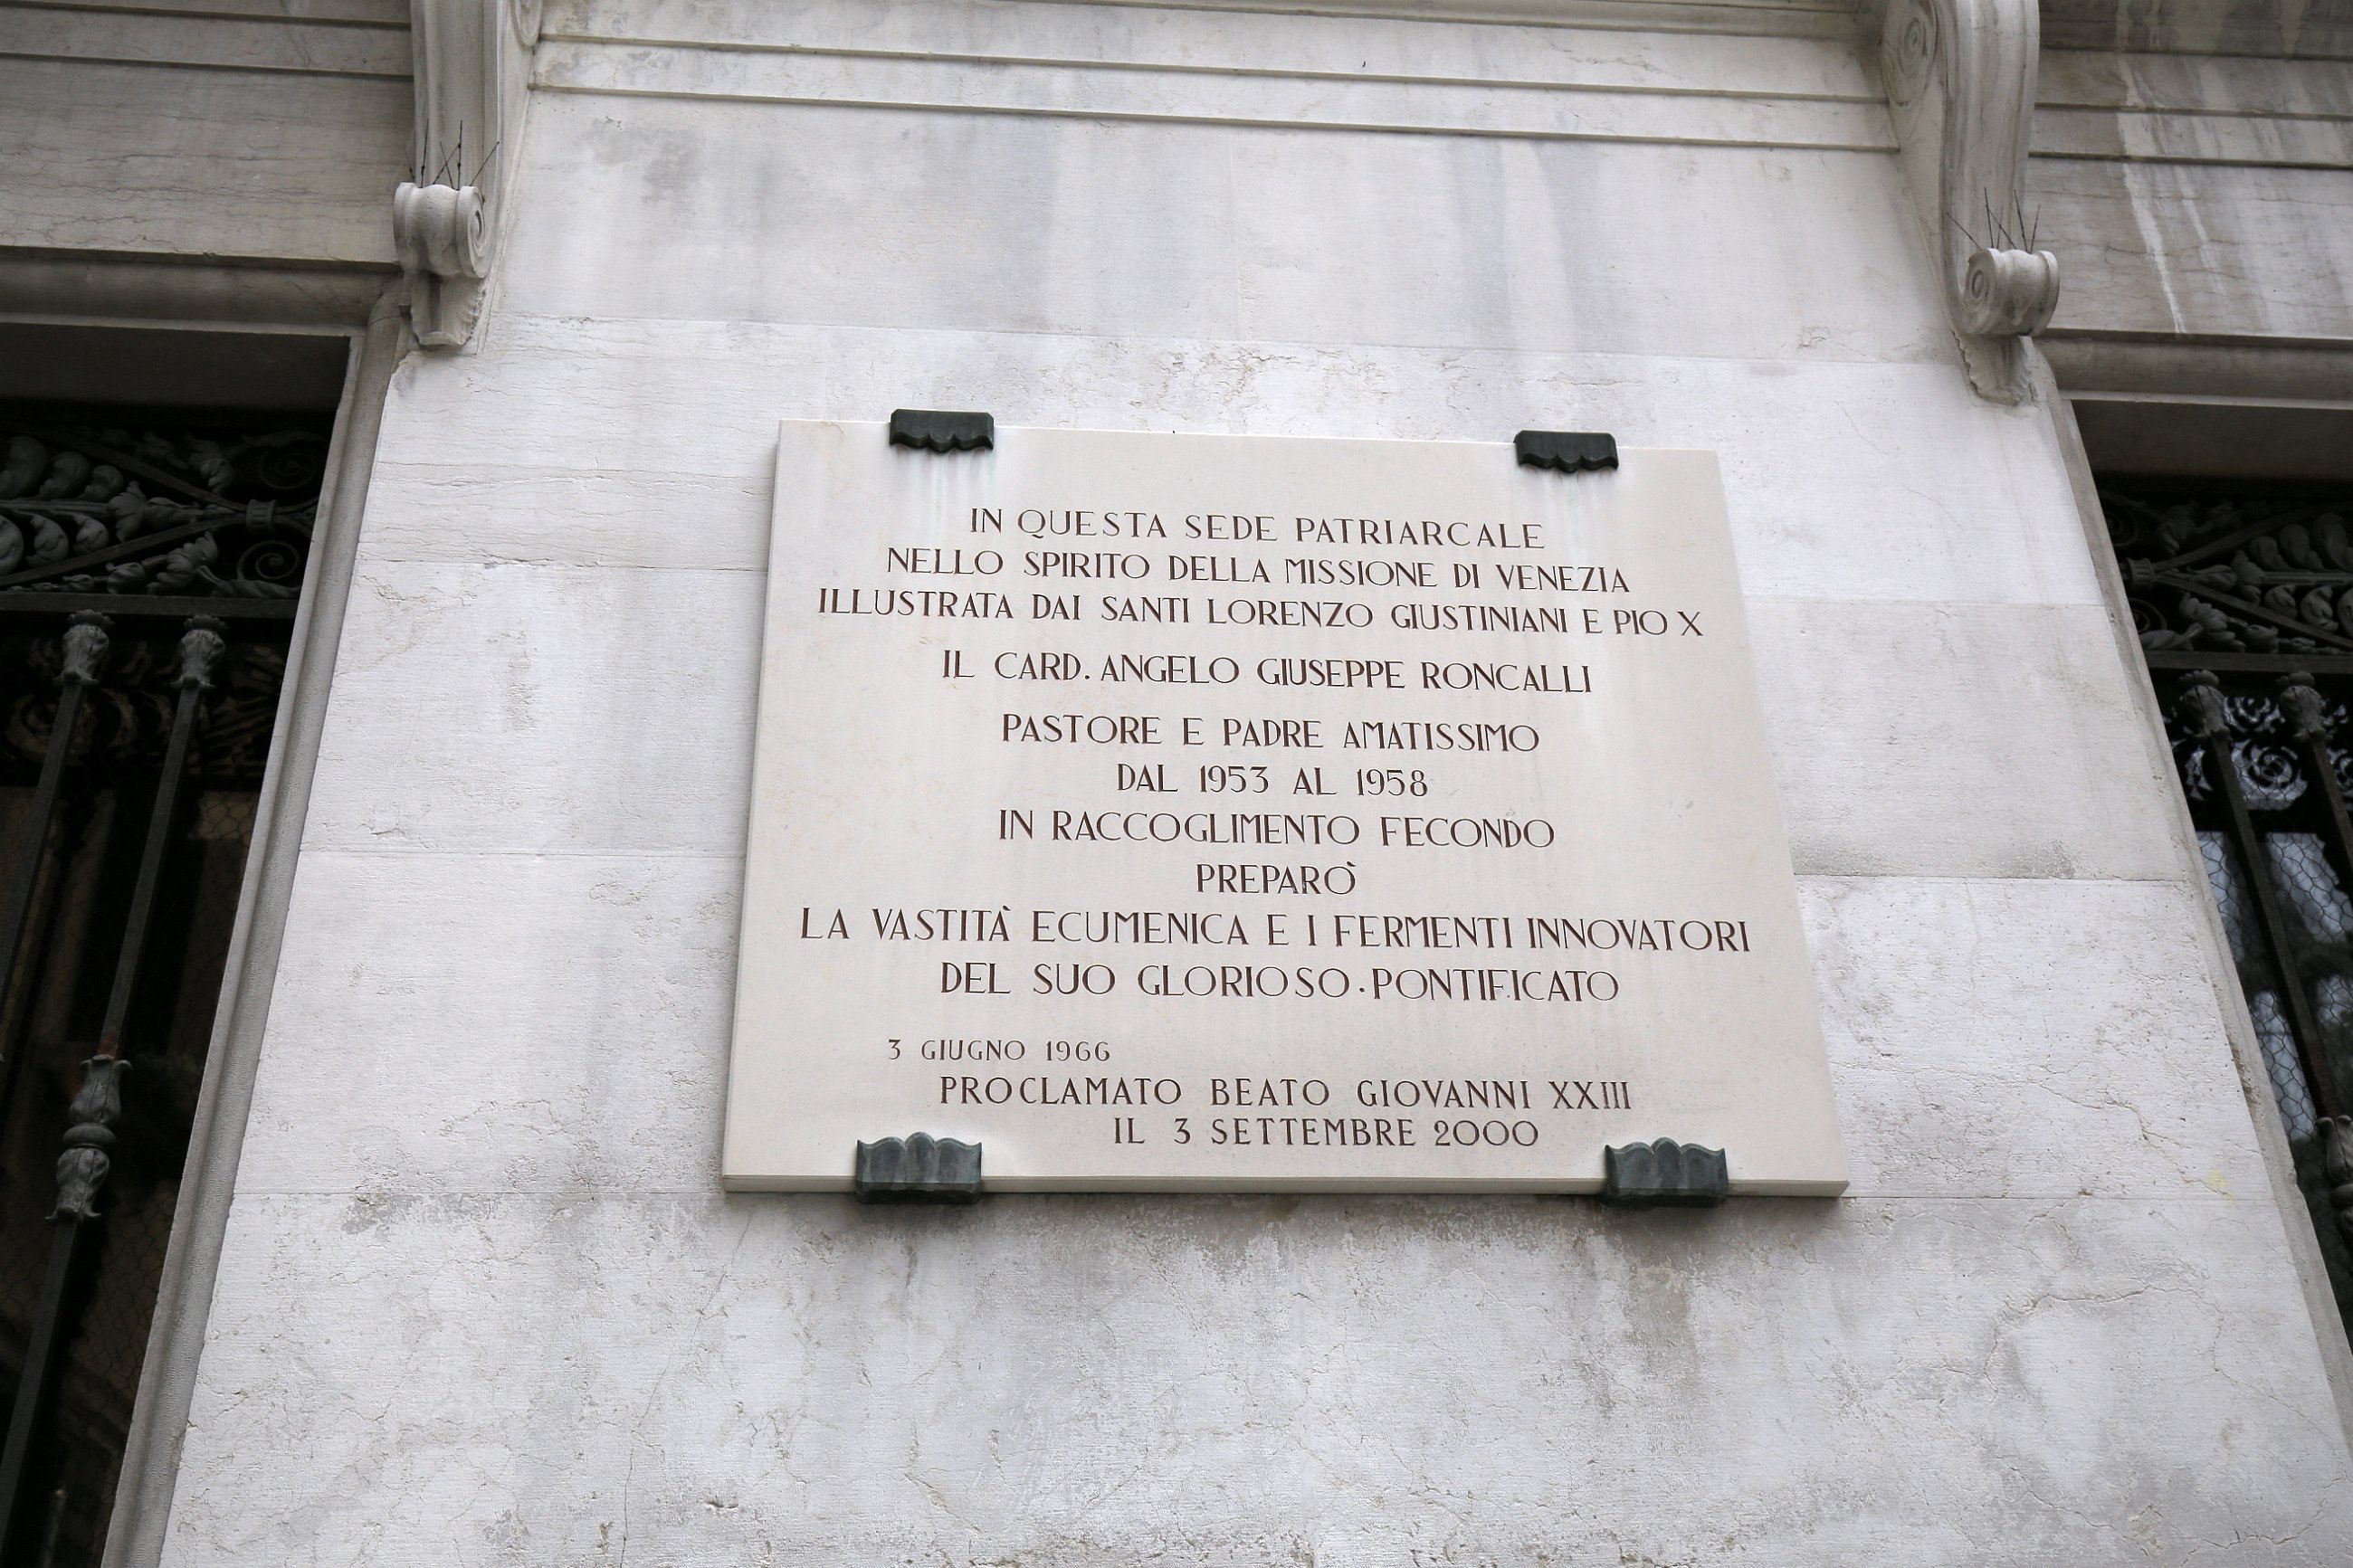 IN QUESTA SEDE PATRIARCALE
NELLO SPIRITO DELLA MISSIONE DI VENEZIA
ILLUSTRATA DAI SANTI LORENZO GIUSTINIANI E PIO X
IL CARD. ANGELO GIUSEPPE RONCALLI
PASTORE E PADRE AMATISSIMO
DAL 1953 AL 1958
IN RACCOGLIMENTO FECONDO
PREPARÒ
LA VASTITÀ ECUMENICA E I FERMENTI INNOVATORI
DEL SUO GLORIOSO · PONTIFICATO
3 GIUGNO 1966
PROCLAMATO BEATO GIOVANNI XXIII
IL 3 SETTEMBRE 2000